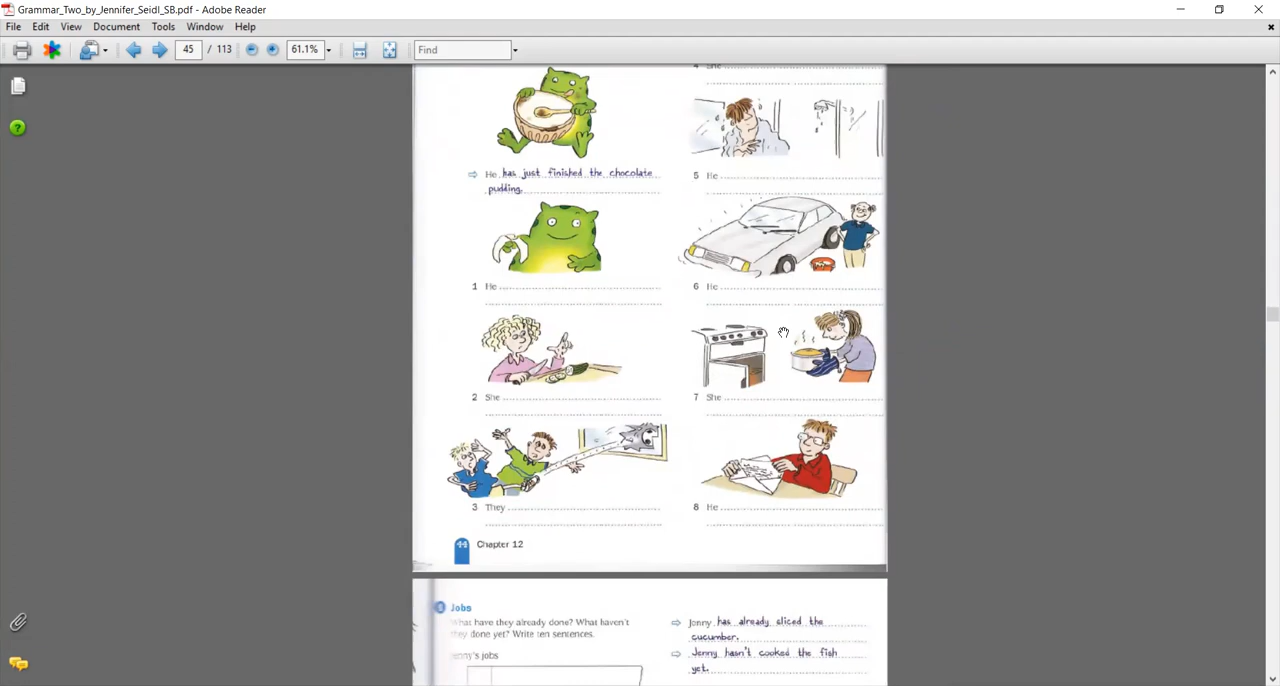 Grammar_Two_by_Jennifer_Seidl_SB.pdf - Adobe Reader
File Edit View Document Tools Window Help
45 / 113 61.1% Find
He has just finished the chocolate
pudding.
5 He
1 He
6 He
2 She
7 She
3 They
8 He
44 Chapter 12
Jobs
What have they already done? What haven't
they done yet? Write ten sentences.
Jenny's jobs
Jonny has already sliced the
cucumber.
Jenny hasn't cooked the fish
yet.